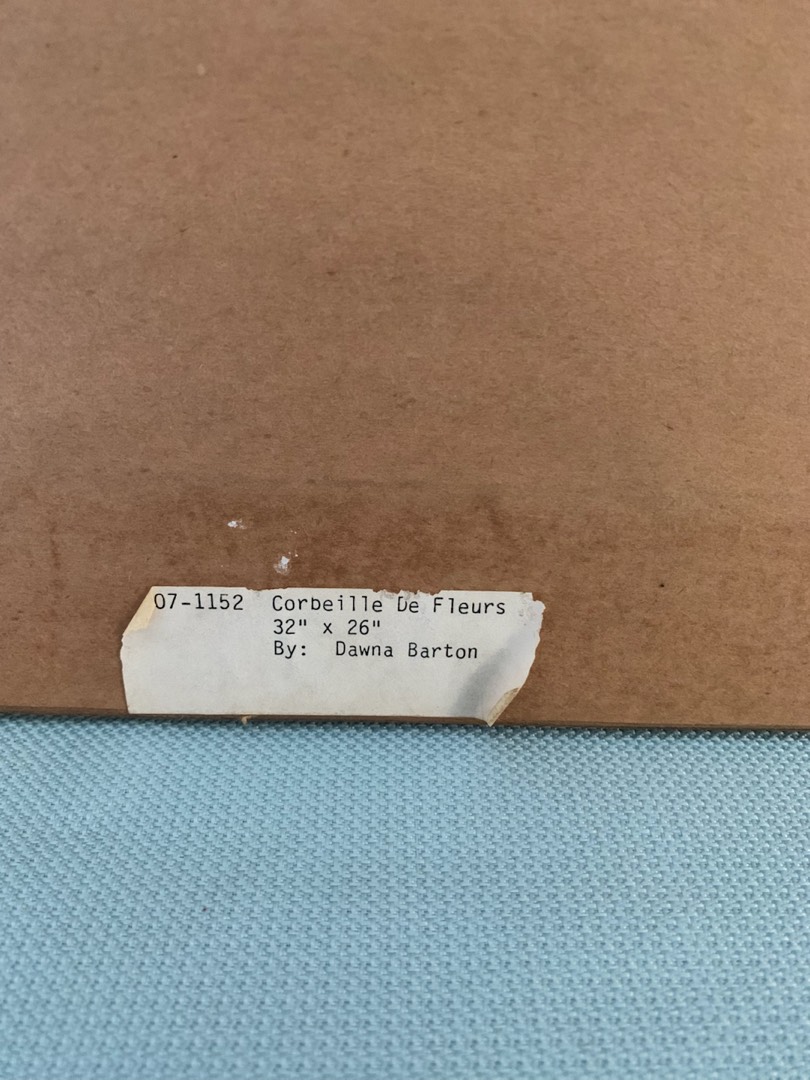 07-1152 Corbeille De Fleurs
32" x 26"
By: Dawna Barton